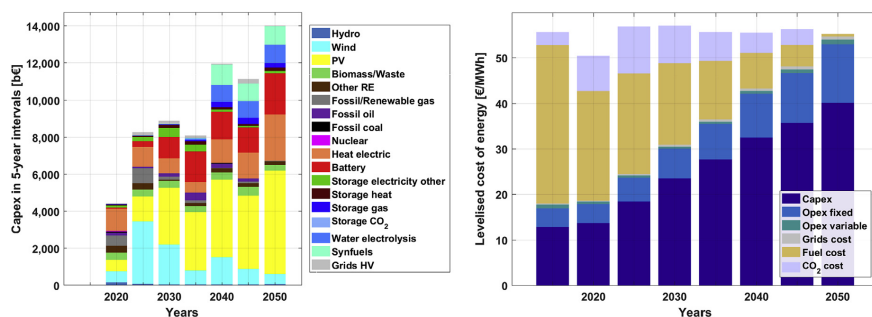 Capex in 5-year intervals [b€]
14,000
12,000
10,000
8,000
6,000
4,000
2,000
0
2020
2030
2040
2050
Years
Hydro
Wind
PV
Biomass/Waste
Other RE
Fossil/Renewable gas
Fossil oil
Fossil coal
Nuclear
Heat electric
Battery
Storage electricity other
Storage heat
Storage gas
Storage CO₂
Water electrolysis
Synfuels
Grids HV
Levelised cost of energy [€/MWh]
50
40
30
20
10
0
2020
2030
2040
2050
Years
Capex
Opex fixed
Opex variable
Grids cost
Fuel cost
CO₂ cost